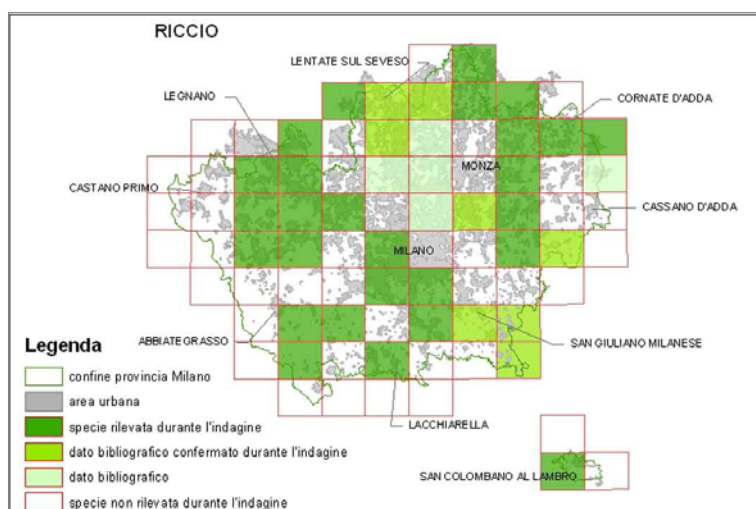 RICCIO
LENTATE SUL SEVESO
LEGNANO
CORNATE D'ADDA
CASTANO PRIMO
MONZA
CASSANO D'ADDA
MILANO
ABBIATEGRASSO
SAN GIULIANO MILANESE
LACCHIARELLA
SAN COLOMBANO AL LAMBRO
Legenda
confine provincia Milano
area urbana
specie rilevata durante l'indagine
dato bibliografico confermato durante l'indagine
dato bibliografico
specie non rilevata durante l'indagine